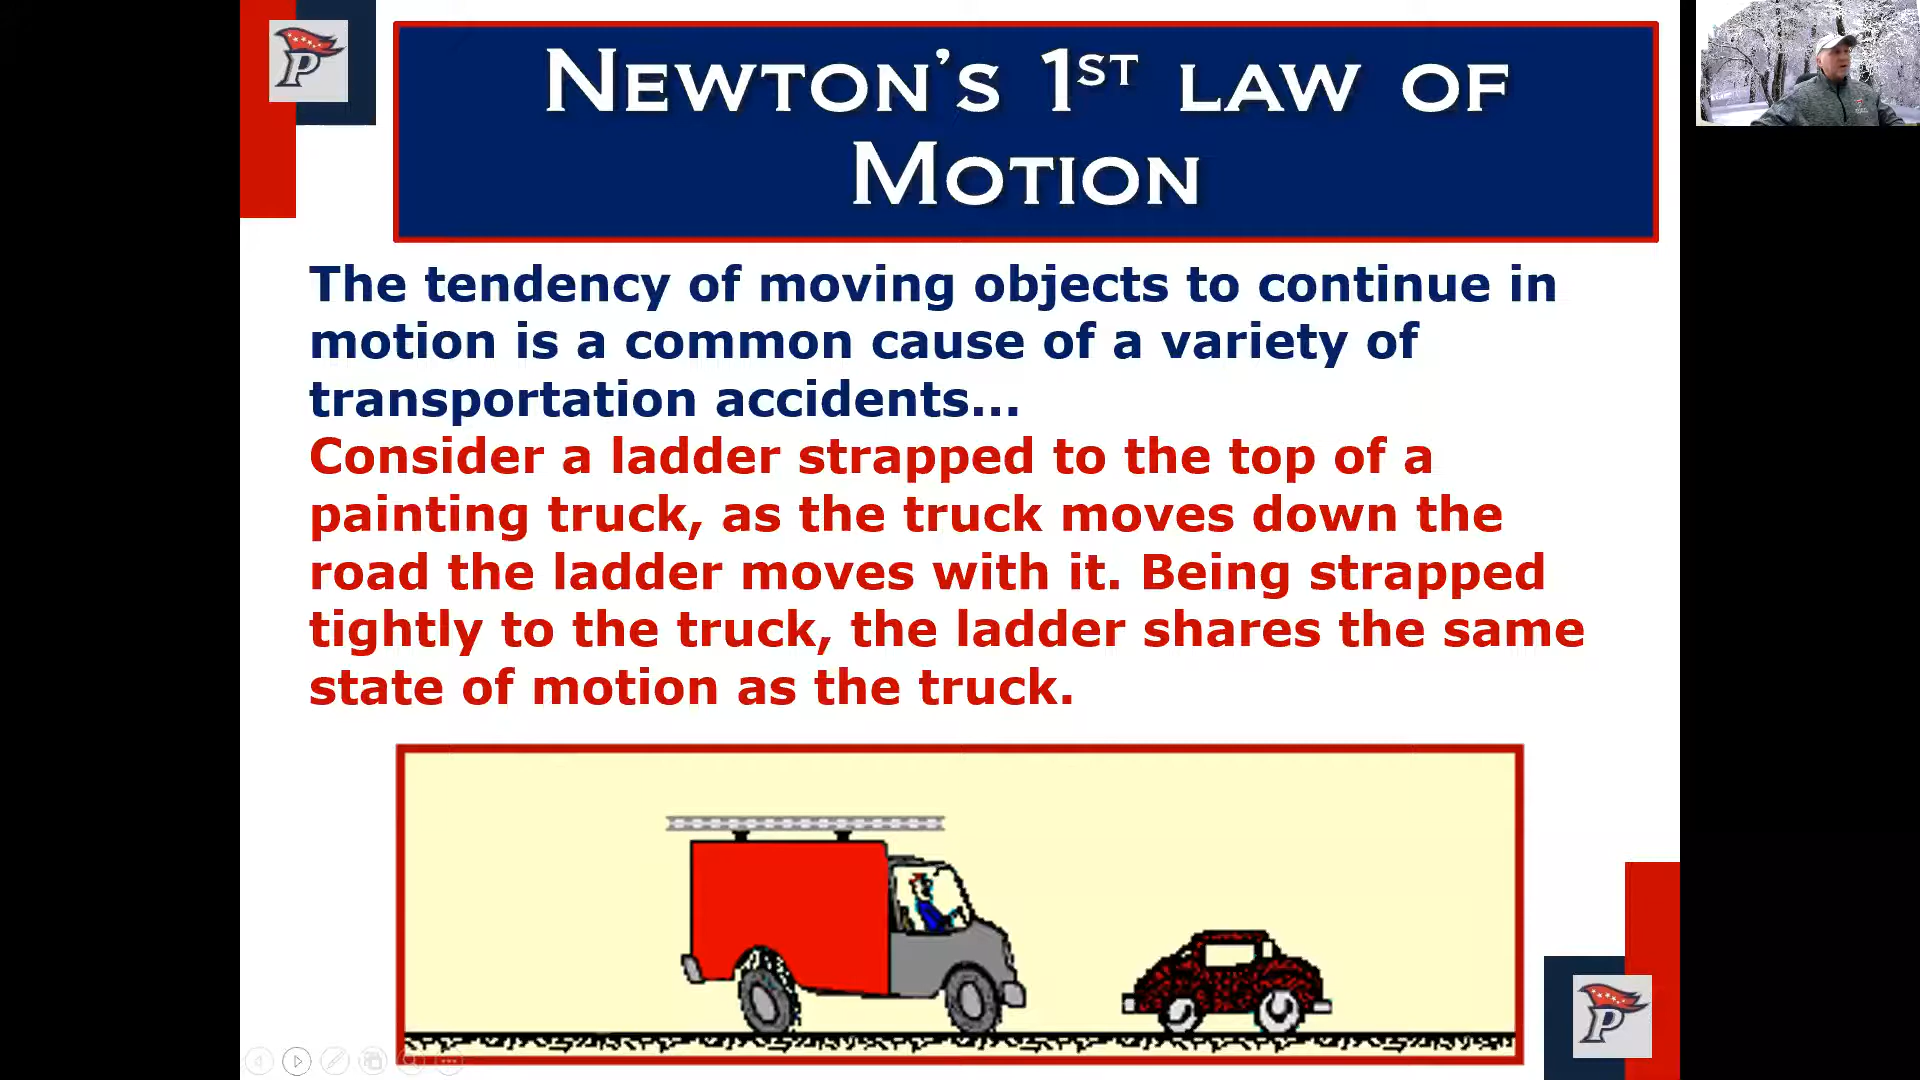 P
NEWTON'S 1ST LAW OF
MOTION
The tendency of moving objects to continue in
motion is a common cause of a variety of
transportation accidents...
Consider a ladder strapped to the top of a
painting truck, as the truck moves down the
road the ladder moves with it. Being strapped
tightly to the truck, the ladder shares the same
state of motion as the truck.
P